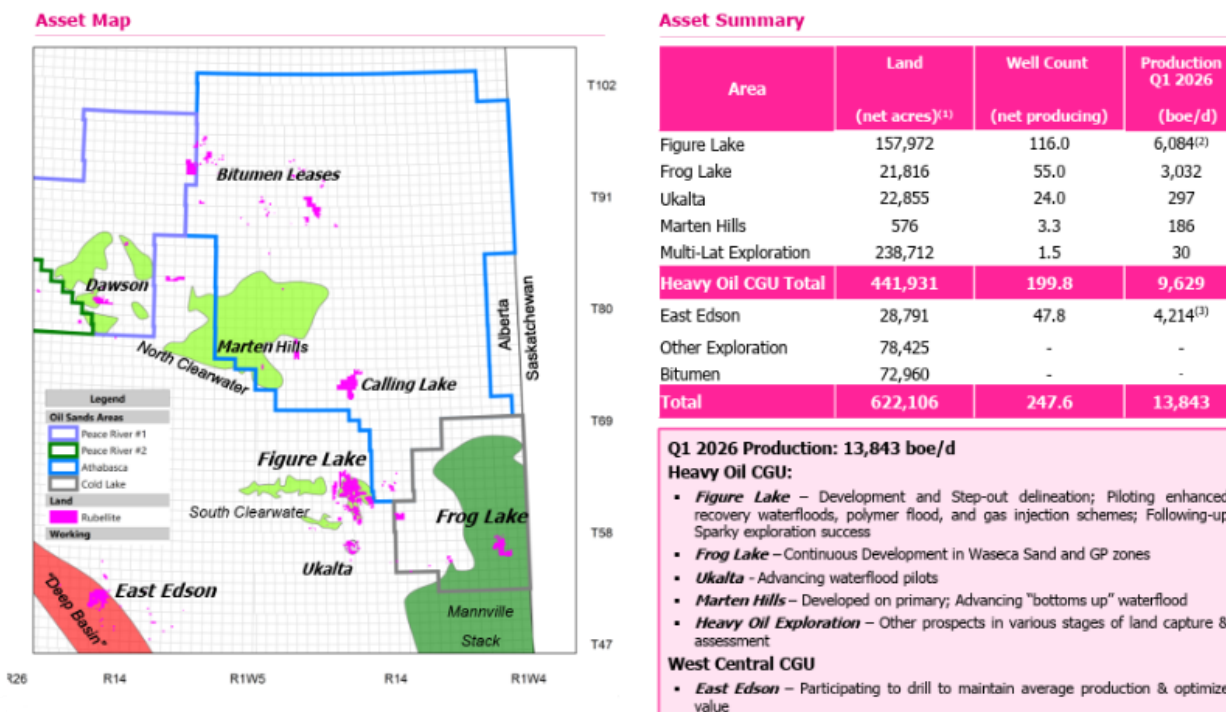 Asset Map
T102
Bitumen Leases
T91
Dawson
Alberta
Saskatchewan
T80
Marten Hills
North Clearwater
Calling Lake
Legend
Oil Sands Areas
Peace River #1
Peace River #2
Athabasca
Cold Lake
Land
Rubellite
Working
T69
Figure Lake
South Clearwater
Frog Lake
T58
Ukalta
"Deep Basin"
East Edson
Mannville
Stack
T47
R26 R14 R1W5 R14 R1W4
Asset Summary
Area Land Well Count Production
Q1 2026
(net acres)(1) (net producing) (boe/d)
Figure Lake 157,972 116.0 6,084(2)
Frog Lake 21,816 55.0 3,032
Ukalta 22,855 24.0 297
Marten Hills 576 3.3 186
Multi-Lat Exploration 238,712 1.5 30
Heavy Oil CGU Total 441,931 199.8 9,629
East Edson 28,791 47.8 4,214(3)
Other Exploration 78,425 - -
Bitumen 72,960 - -
Total 622,106 247.6 13,843
Q1 2026 Production: 13,843 boe/d
Heavy Oil CGU:
▪ Figure Lake – Development and Step-out delineation; Piloting enhanced
recovery waterfloods, polymer flood, and gas injection schemes; Following-up
Sparky exploration success
▪ Frog Lake – Continuous Development in Waseca Sand and GP zones
▪ Ukalta - Advancing waterflood pilots
▪ Marten Hills – Developed on primary; Advancing "bottoms up" waterflood
▪ Heavy Oil Exploration – Other prospects in various stages of land capture &
assessment
West Central CGU
▪ East Edson – Participating to drill to maintain average production & optimize
value